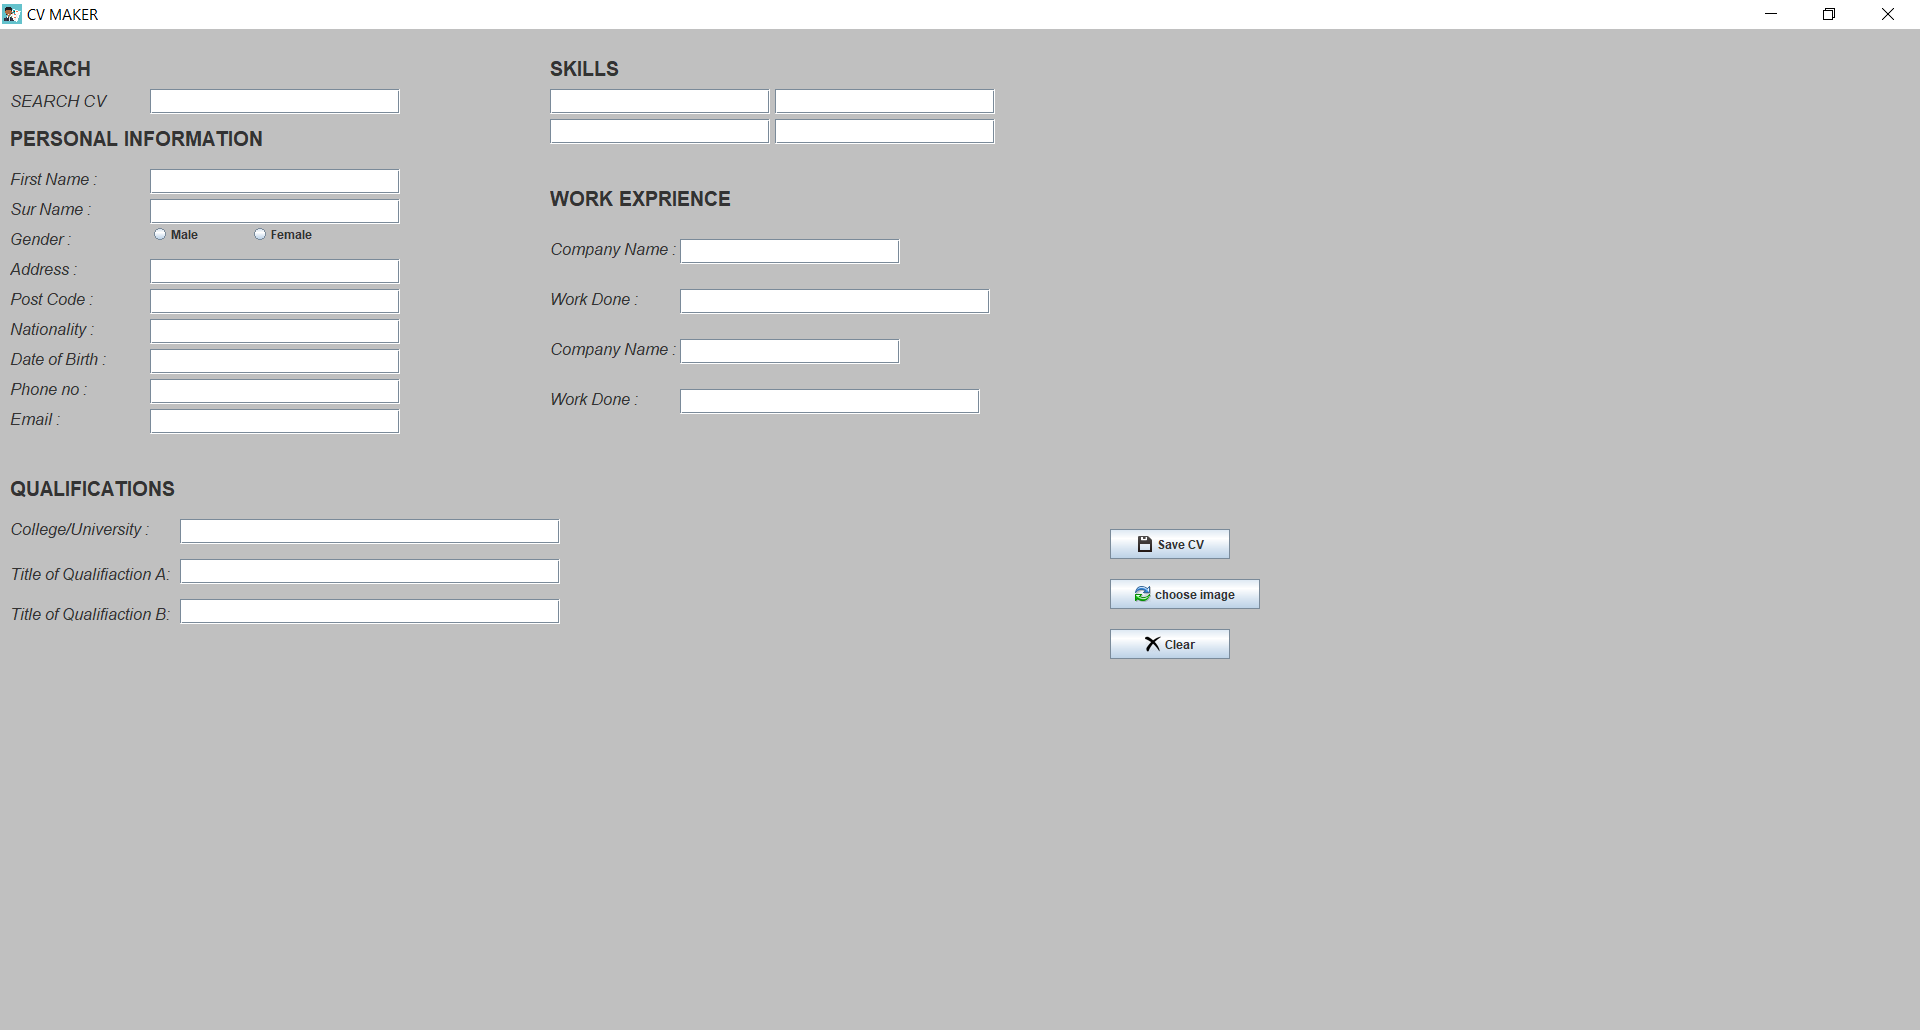 CV MAKER
SEARCH
SEARCH CV
PERSONAL INFORMATION
First Name :
Sur Name :
Gender :
Male
Female
Address :
Post Code :
Nationality :
Date of Birth :
Phone no :
Email :
QUALIFICATIONS
College/University :
Title of Qualifiaction A:
Title of Qualifiaction B:
SKILLS
WORK EXPRIENCE
Company Name :
Work Done :
Company Name :
Work Done :
Save CV
choose image
Clear